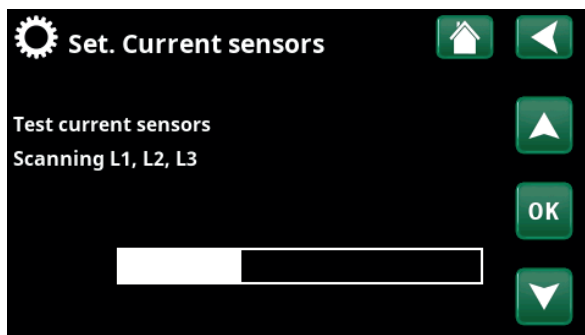 Set. Current sensors
Test current sensors
Scanning L1, L2, L3
OK